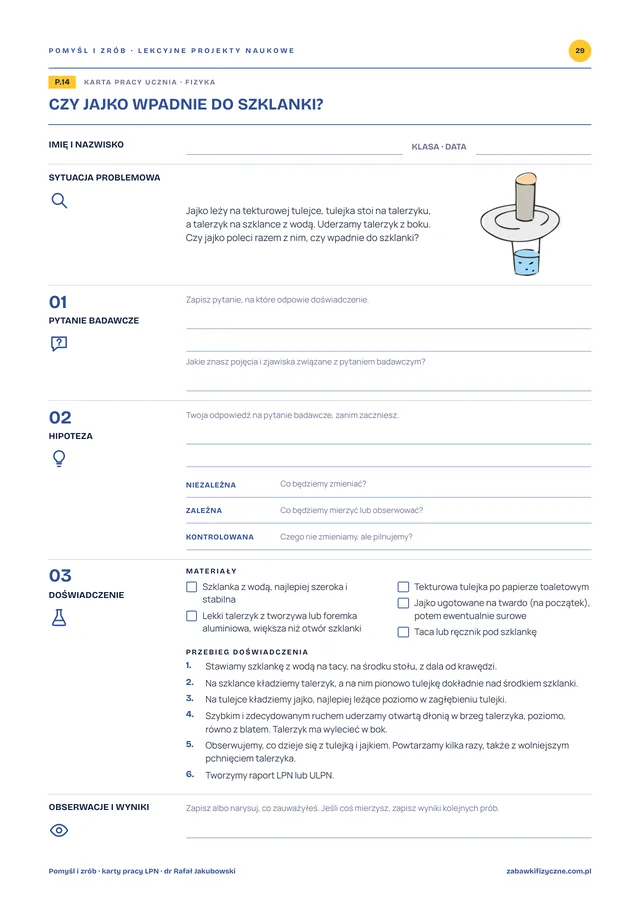 POMYŚL I ZRÓB · LEKCYJNE PROJEKTY NAUKOWE
29
P.14 KARTA PRACY UCZNIA · FIZYKA
CZY JAJKO WPADNIE DO SZKLANKI?
IMIĘ I NAZWISKO
KLASA · DATA
SYTUACJA PROBLEMOWA
Jajko leży na tekturowej tulejce, tulejka stoi na talerzyku,
a talerzyk na szklance z wodą. Uderzamy talerzyk z boku.
Czy jajko poleci razem z nim, czy wpadnie do szklanki?
01
PYTANIE BADAWCZE
Zapisz pytanie, na które odpowie doświadczenie.
Jakie znasz pojęcia i zjawiska związane z pytaniem badawczym?
02
HIPOTEZA
Twoja odpowiedź na pytanie badawcze, zanim zaczniesz.
NIEZALEŻNA Co będziemy zmieniać?
ZALEŻNA Co będziemy mierzyć lub obserwować?
KONTROLOWANA Czego nie zmieniamy, ale pilnujemy?
03
DOŚWIADCZENIE
MATERIAŁY
Szklanka z wodą, najlepiej szeroka i
stabilna
Lekki talerzyk z tworzywa lub foremka
aluminiowa, większa niż otwór szklanki
Tekturowa tulejka po papierze toaletowym
Jajko ugotowane na twardo (na początek),
potem ewentualnie surowe
Taca lub ręcznik pod szklankę
PRZEBIEG DOŚWIADCZENIA
1. Stawiamy szklankę z wodą na tacy, na środku stołu, z dala od krawędzi.
2. Na szklance kładziemy talerzyk, a na nim pionowo tulejkę dokładnie nad środkiem szklanki.
3. Na tulejce kładziemy jajko, najlepiej leżące poziomo w zagłębieniu tulejki.
4. Szybkim i zdecydowanym ruchem uderzamy otwartą dłonią w brzeg talerzyka, poziomo,
równo z blatem. Talerzyk ma wylecieć w bok.
5. Obserwujemy, co dzieje się z tulejką i jajkiem. Powtarzamy kilka razy, także z wolniejszym
pchnięciem talerzyka.
6. Tworzymy raport LPN lub ULPN.
OBSERWACJE I WYNIKI
Zapisz albo narysuj, co zauważyłeś. Jeśli coś mierzysz, zapisz wyniki kolejnych prób.
Pomyśl i zrób · karty pracy LPN · dr Rafał Jakubowski
zabawkifizyczne.com.pl